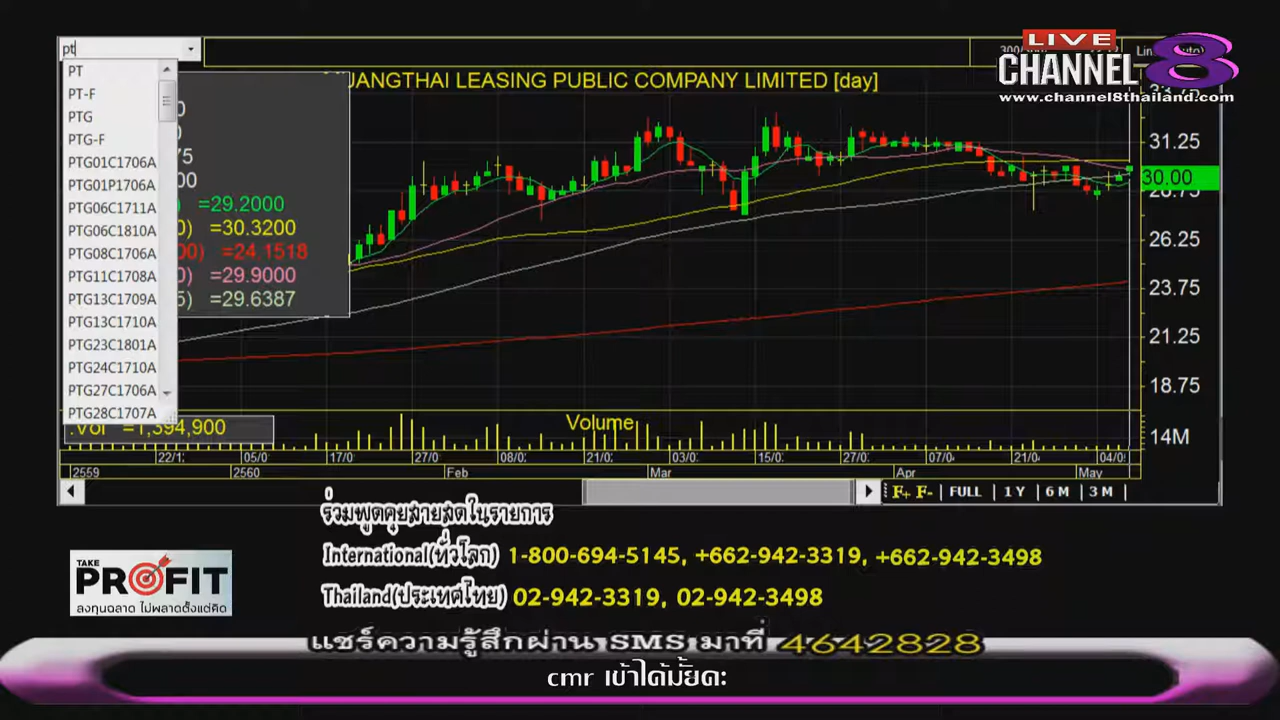 pt
LIVE
CHANNEL 8
www.channel8thailand.com
UANGTHAI LEASING PUBLIC COMPANY LIMITED [day]
PT
PT-F
PTG
PTG-F
PTG01C1706A
PTG01P1706A
PTG06C1711A
PTG06C1810A
PTG08C1706A
PTG11C1708A
PTG13C1709A
PTG13C1710A
PTG23C1801A
PTG24C1710A
PTG27C1706A
PTG28C1707A
=29.2000
=30.3200
=24.1518
=29.9000
=29.6387
31.25
30.00
26.25
23.75
21.25
18.75
14M
.Vol =1,394,900
Volume
22/1: 05/0 17/0 27/0 08/0: 21/0: 03/0: 15/0: 27/0: 07/0 21/0 04/0
2559 2560 Feb Mar Apr May
F+ F- FULL 1 Y 6 M 3 M
ร่วมพูดคุยสายสดในรายการ
International(ทั่วโลก) 1-800-694-5145, +662-942-3319, +662-942-3498
Thailand(ประเทศไทย) 02-942-3319, 02-942-3498
TAKE
PROFIT
ลงทุนฉลาด ไม่พลาดตั้งแต่คิด
แชร์ความรู้สึกผ่าน SMS มาที่ 4642828
cmr เข้าได้มั้ยคะ